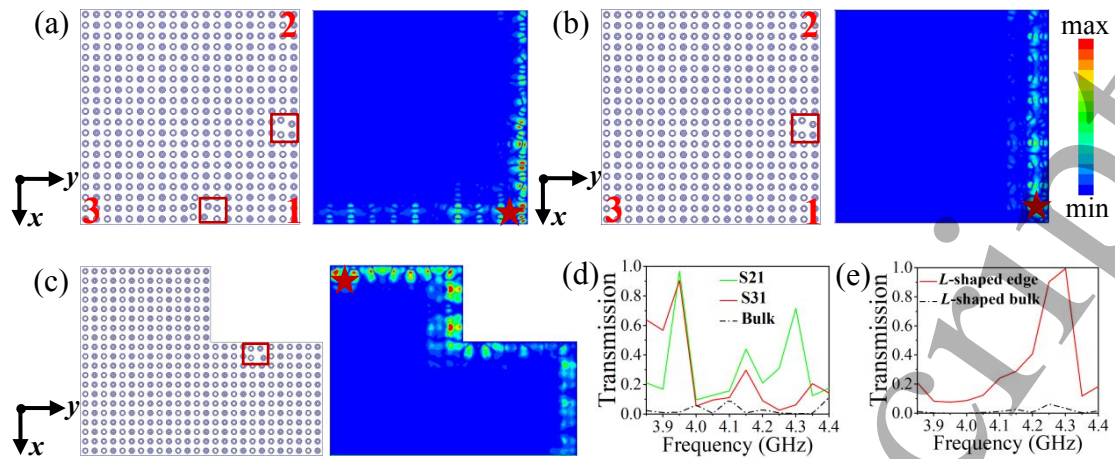 (a)
2
3
1
y
x
(b)
2
3
1
y
x
max
min
(c)
y
x
(d)
1.0
0.8
0.6
0.4
0.2
0.0
Transmission
S21
S31
Bulk
3.9 4.0 4.1 4.2 4.3 4.4
Frequency (GHz)
(e)
1.0
0.8
0.6
0.4
0.2
0.0
Transmission
L-shaped edge
L-shaped bulk
3.9 4.0 4.1 4.2 4.3 4.4
Frequency (GHz)
cript